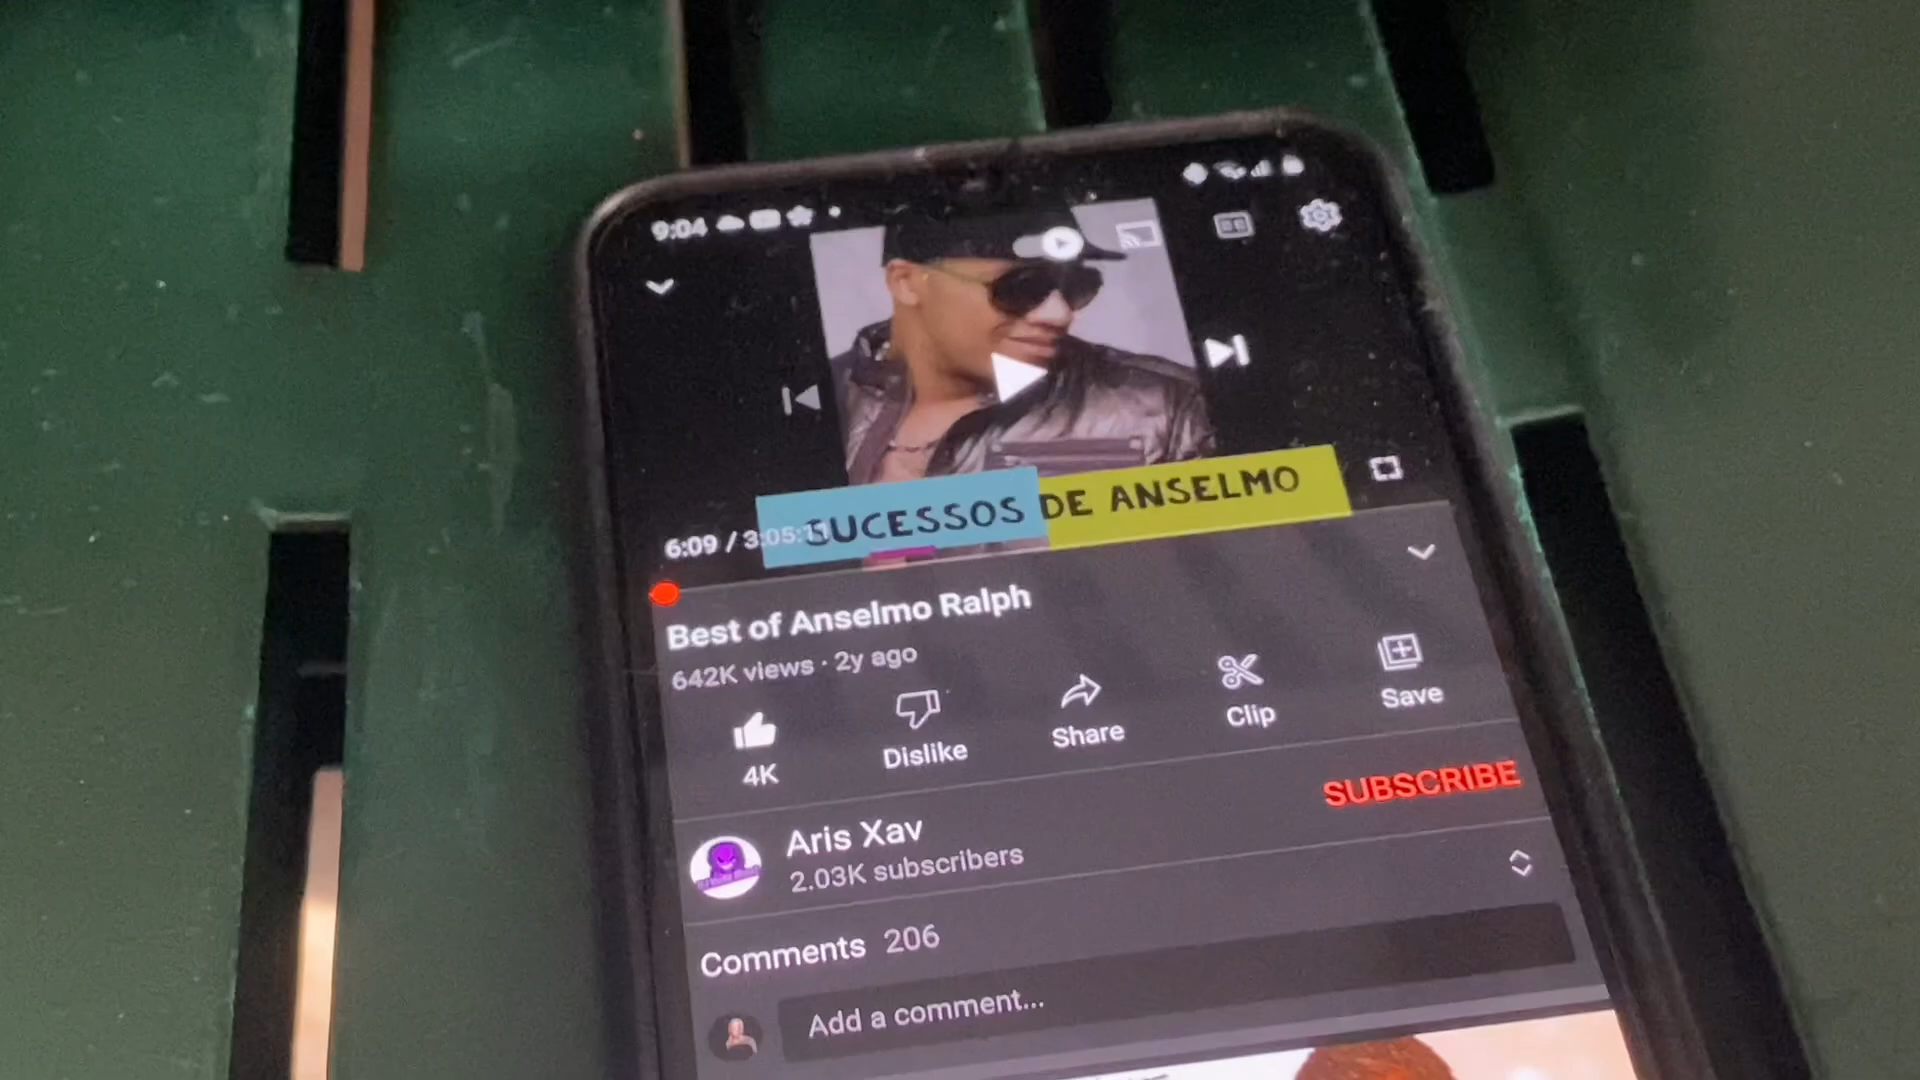 9:04
SUCESSOS DE ANSELMO
6:09 / 3:05:
Best of Anselmo Ralph
642K views · 2y ago
4K
Dislike
Share
Clip
Save
Aris Xav
2.03K subscribers
SUBSCRIBE
Comments 206
Add a comment...